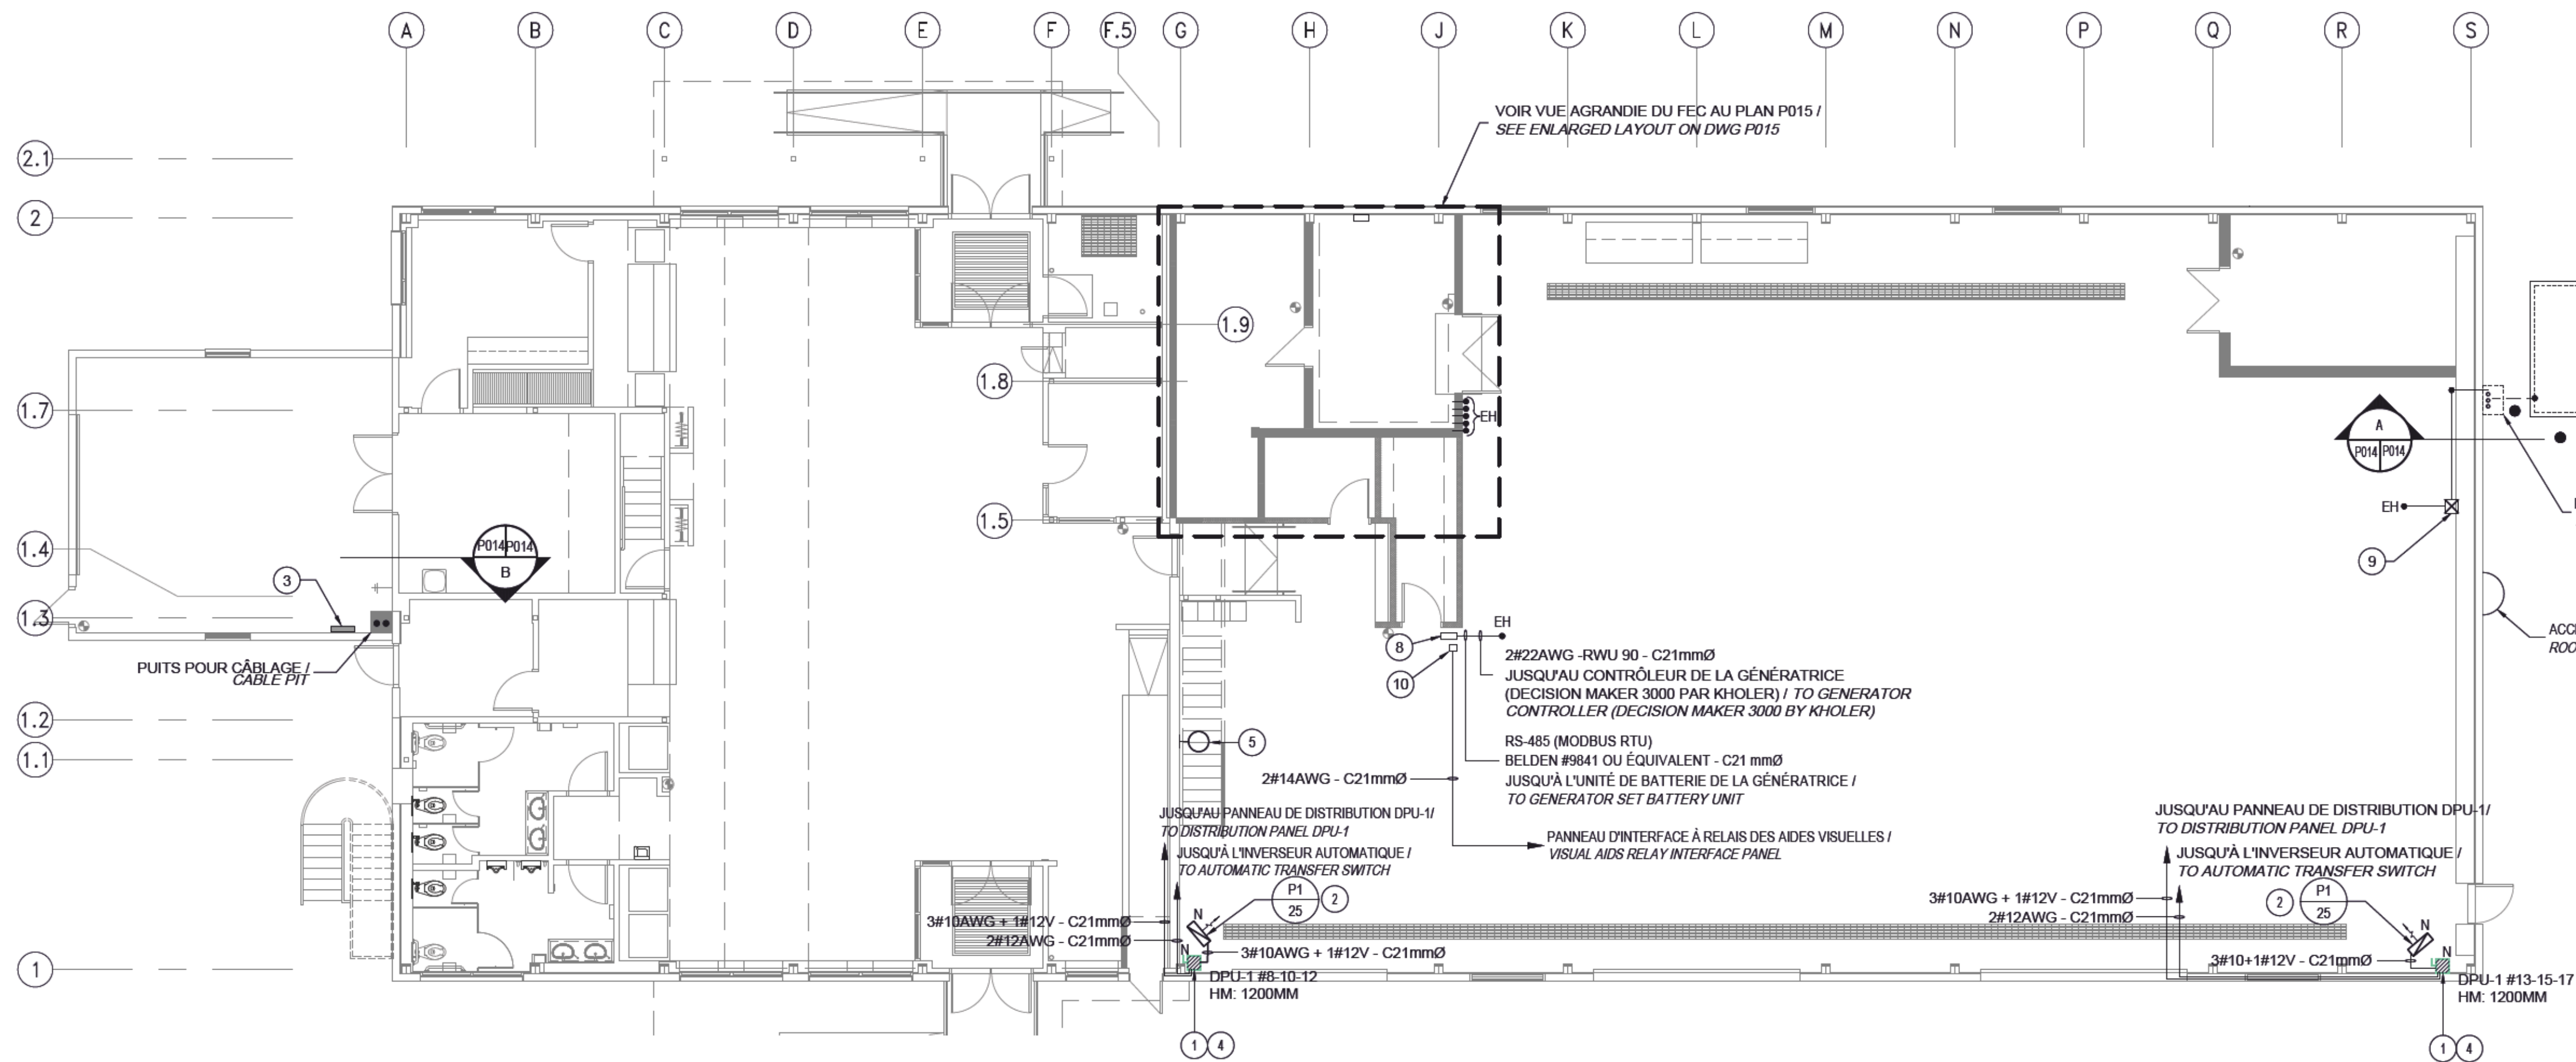 A B C D E F F.5 G H J K L M N P Q R S
VOIR VUE AGRANDIE DU FEC AU PLAN P015 /
SEE ENLARGED LAYOUT ON DWG P015
2.1
2
1.9
1.8
1.7
EH
A
P014 P014
EH
9
1.5
1.4
P014 P014
B
3
1.3
PUITS POUR CÂBLAGE /
CABLE PIT
8
EH
10
2#22AWG -RWU 90 - C21mmØ
JUSQU'AU CONTRÔLEUR DE LA GÉNÉRATRICE
(DECISION MAKER 3000 PAR KHOLER) / TO GENERATOR
CONTROLLER (DECISION MAKER 3000 BY KHOLER)
1.2
1.1
5
RS-485 (MODBUS RTU)
BELDEN #9841 OU ÉQUIVALENT - C21 mmØ
JUSQU'À L'UNITÉ DE BATTERIE DE LA GÉNÉRATRICE /
TO GENERATOR SET BATTERY UNIT
2#14AWG - C21mmØ
PANNEAU D'INTERFACE À RELAIS DES AIDES VISUELLES /
VISUAL AIDS RELAY INTERFACE PANEL
JUSQU'AU PANNEAU DE DISTRIBUTION DPU-1/
TO DISTRIBUTION PANEL DPU-1
JUSQU'À L'INVERSEUR AUTOMATIQUE /
TO AUTOMATIC TRANSFER SWITCH
P1
25
2
3#10AWG + 1#12V - C21mmØ
2#12AWG - C21mmØ
N
N
3#10AWG + 1#12V - C21mmØ
DPU-1 #8-10-12
HM: 1200MM
1 4
JUSQU'AU PANNEAU DE DISTRIBUTION DPU-1/
TO DISTRIBUTION PANEL DPU-1
JUSQU'À L'INVERSEUR AUTOMATIQUE /
TO AUTOMATIC TRANSFER SWITCH
2
P1
25
3#10AWG + 1#12V - C21mmØ
2#12AWG - C21mmØ
N
N
3#10+1#12V - C21mmØ
DPU-1 #13-15-17
HM: 1200MM
1 4
1